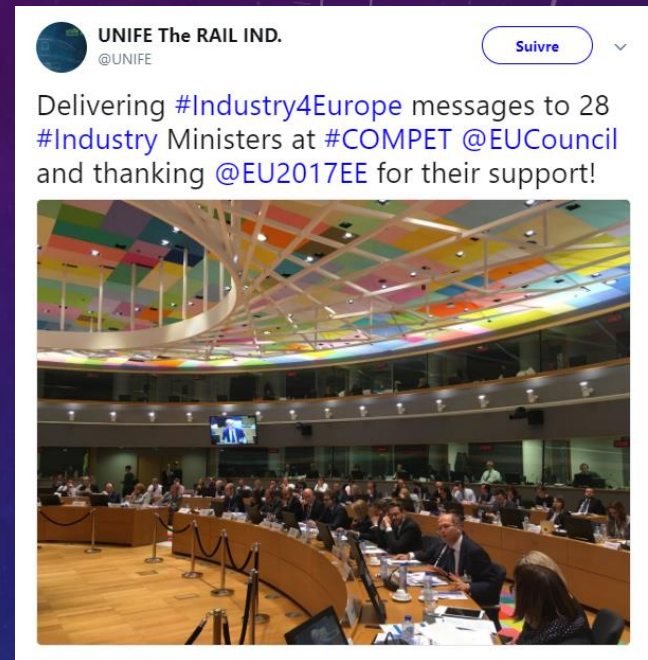 UNIFE The RAIL IND.
@UNIFE
Suivre
Delivering #Industry4Europe messages to 28
#Industry Ministers at #COMPET @EUCouncil
and thanking @EU2017EE for their support!